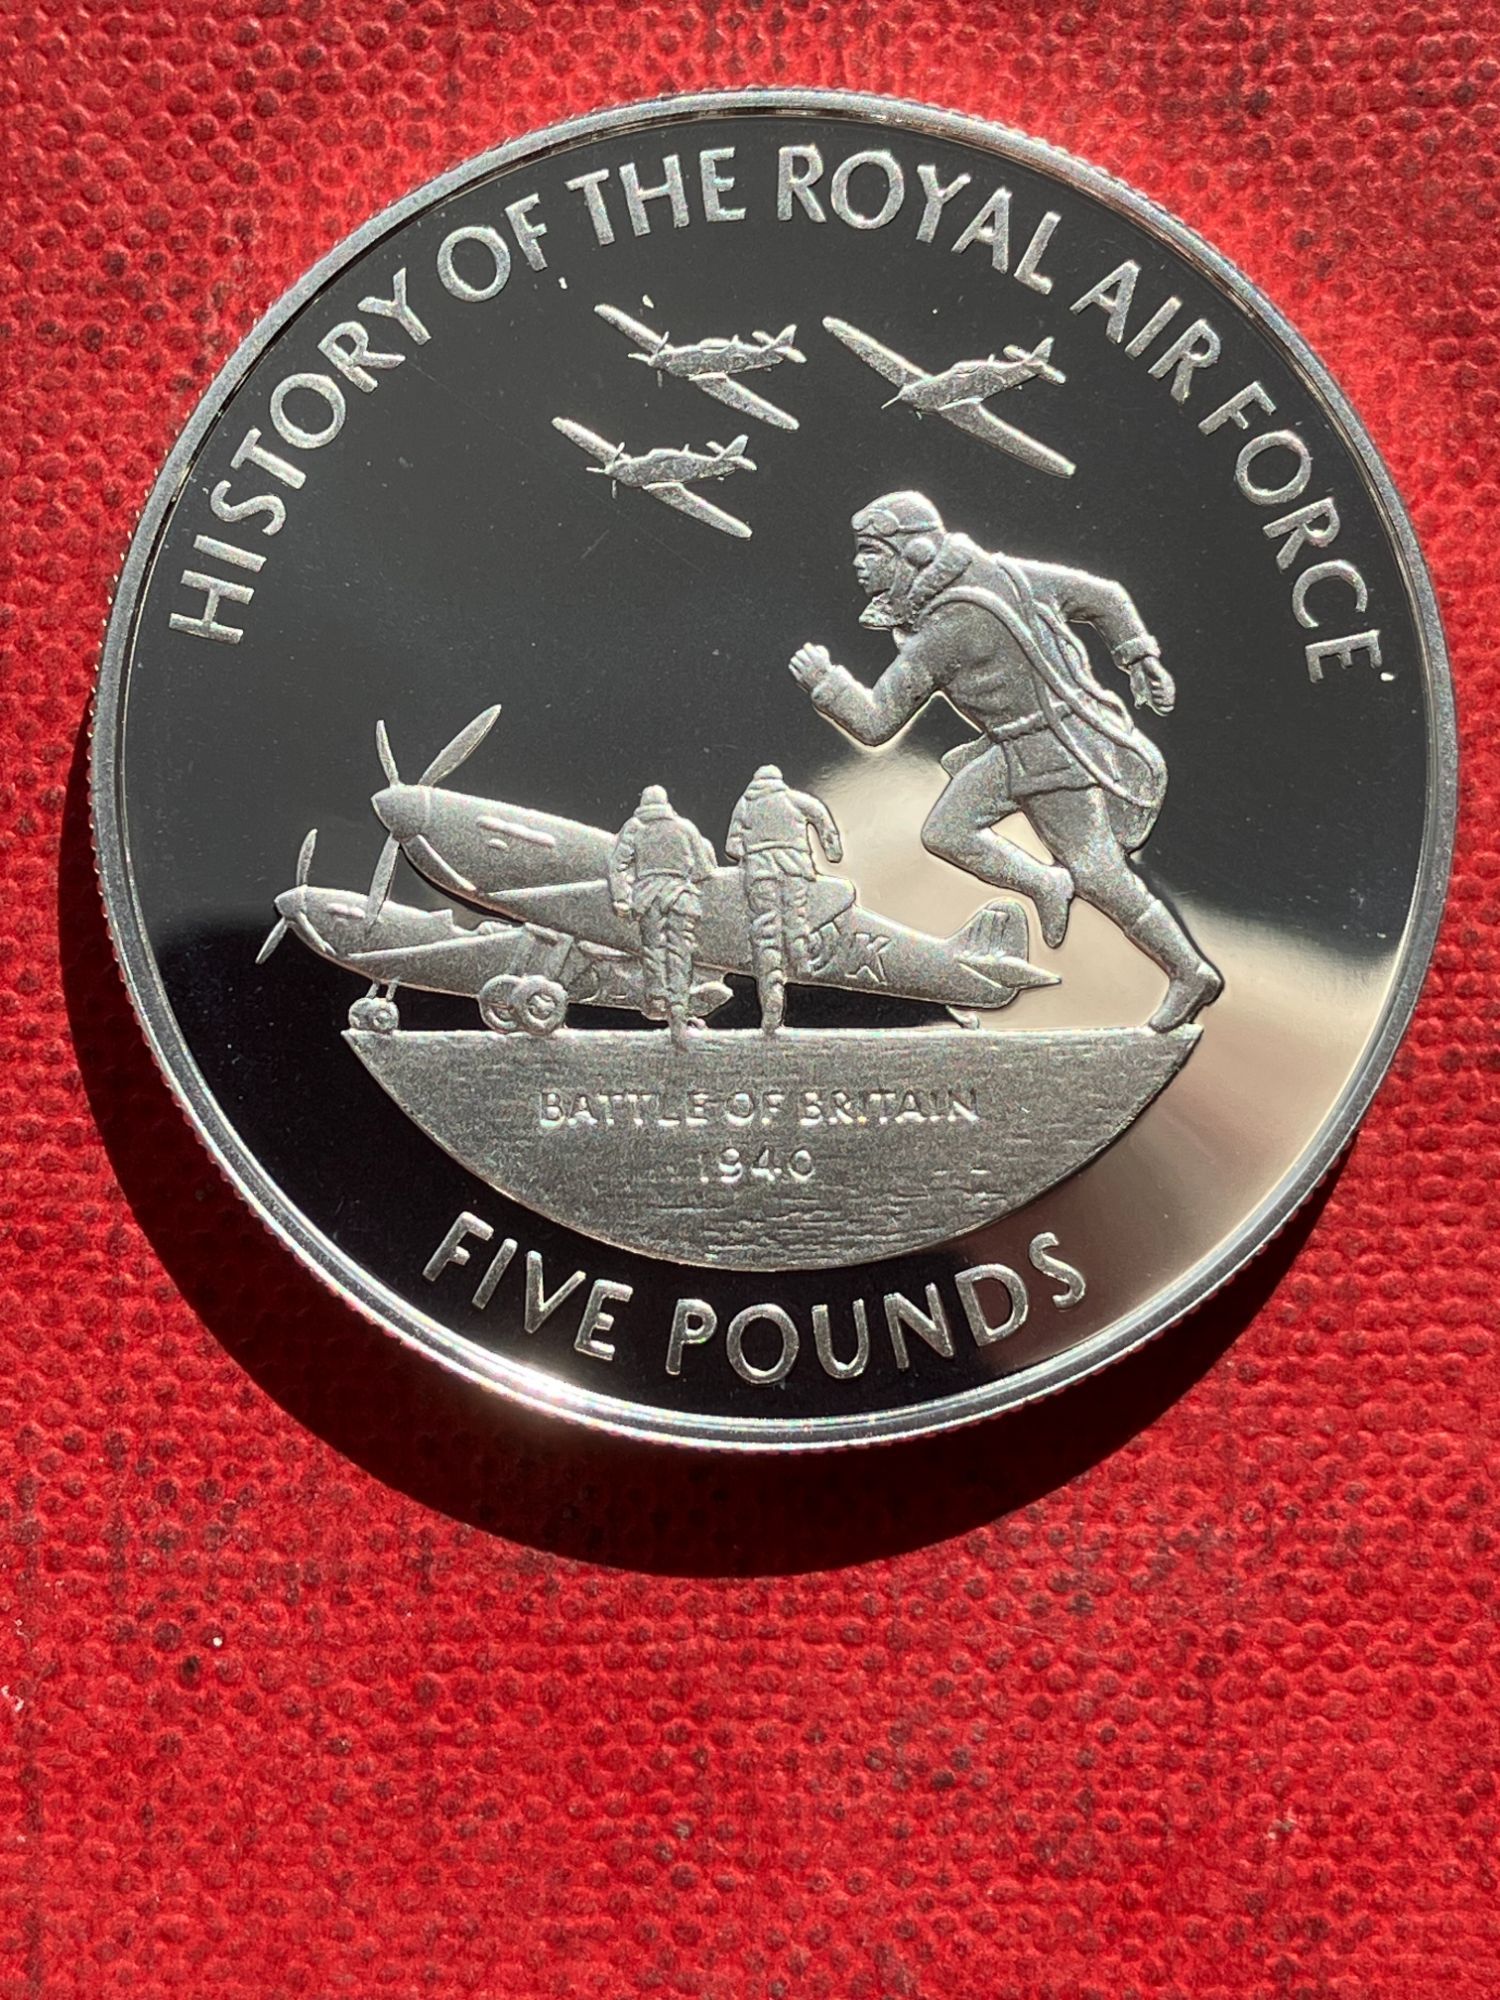 HISTORY OF THE ROYAL AIR FORCE
BATTLE OF BRITAIN
1940
FIVE POUNDS